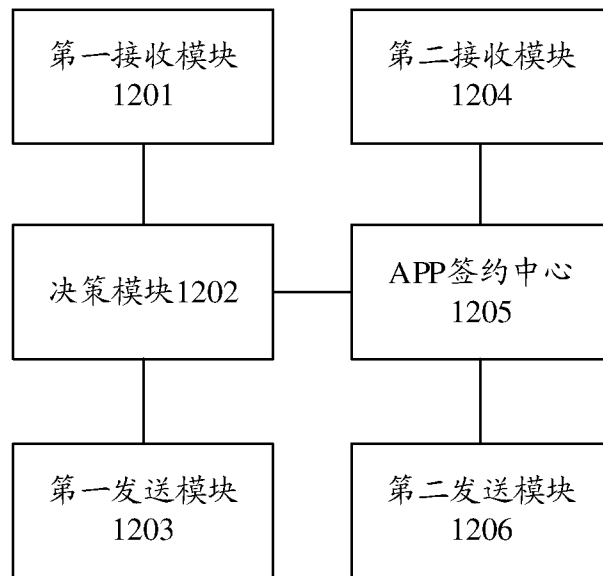 第一接收模块
1201
第二接收模块
1204
决策模块1202
APP签约中心
1205
第一发送模块
1203
第二发送模块
1206